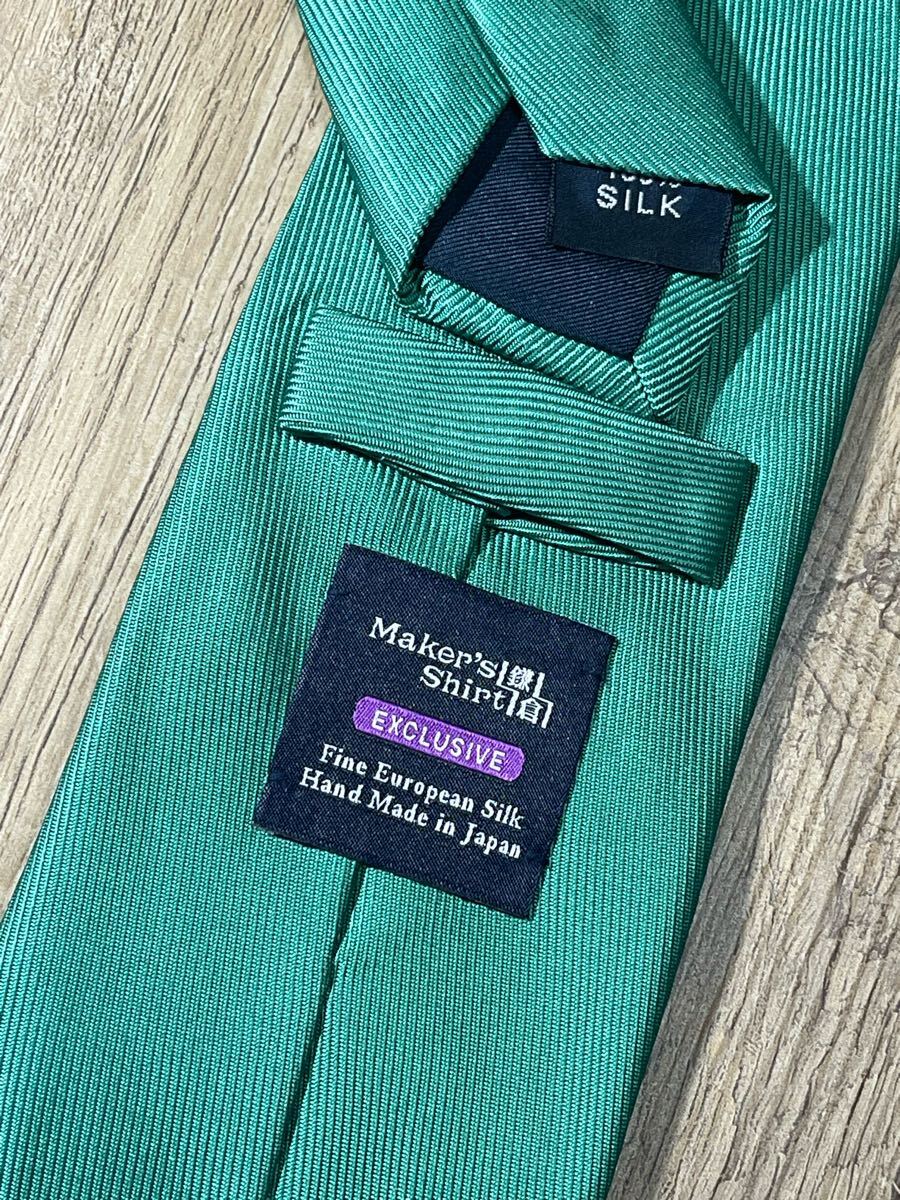 SILK
Maker's 鎌
Shirt 倉
EXCLUSIVE
Fine European Silk
Hand Made in Japan